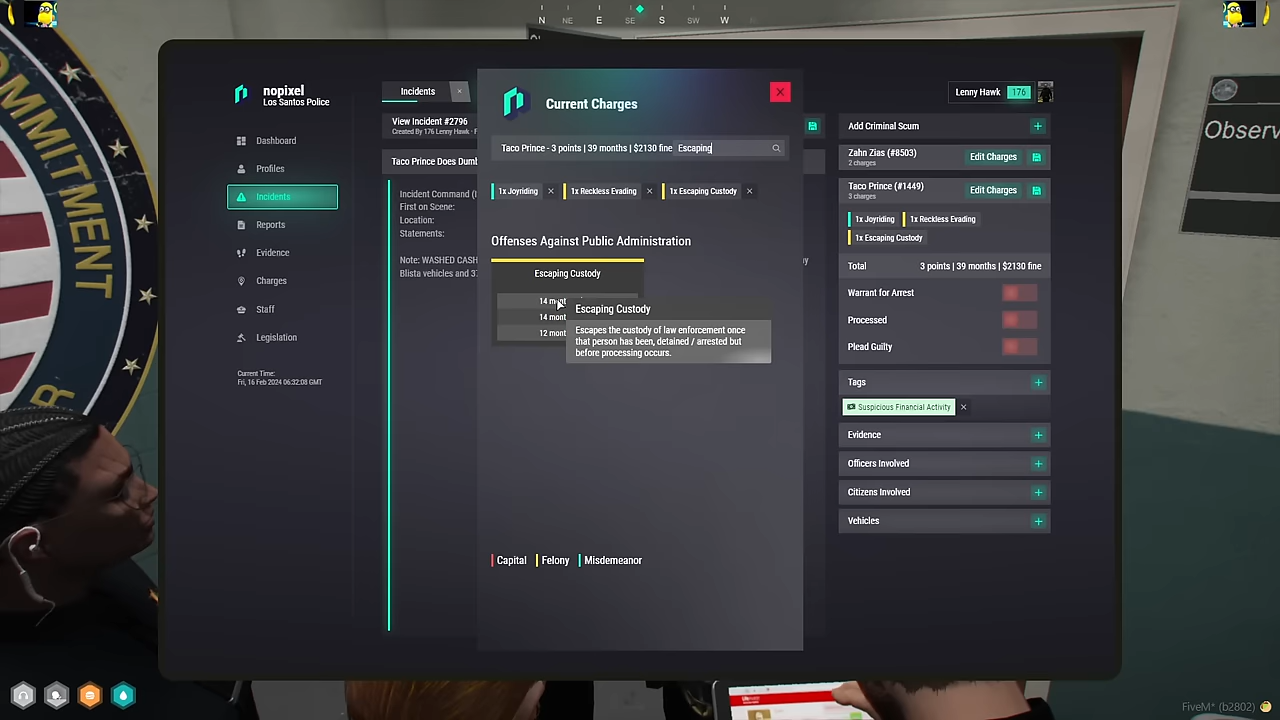 N NE E SE S SW W
COMMITMENT
R
Observ
nopixel
Los Santos Police
Dashboard
Profiles
Incidents
Reports
Evidence
Charges
Staff
Legislation
Current Time:
Fri, 16 Feb 2024 06:32:08 GMT
Incidents ×
View Incident #2796
Created By 176 Lenny Hawk - F
Taco Prince Does Dumb
Incident Command (I
First on Scene:
Location:
Statements:
Note: WASHED CASH
Blista vehicles and 37
Current Charges
Taco Prince - 3 points | 39 months | $2130 fine Escaping
1x Joyriding × 1x Reckless Evading × 1x Escaping Custody ×
Offenses Against Public Administration
Escaping Custody
14 mont
14 mont
12 mont
Escaping Custody
Escapes the custody of law enforcement once
that person has been, detained / arrested but
before processing occurs.
Capital Felony Misdemeanor
Lenny Hawk 176
Add Criminal Scum +
Zahn Zias (#8503)
2 charges
Edit Charges
Taco Prince (#1449)
3 charges
Edit Charges
1x Joyriding 1x Reckless Evading
1x Escaping Custody
Total 3 points | 39 months | $2130 fine
Warrant for Arrest
Processed
Plead Guilty
Tags +
Suspicious Financial Activity ×
Evidence +
Officers Involved +
Citizens Involved +
Vehicles +
FiveM* (b2802)